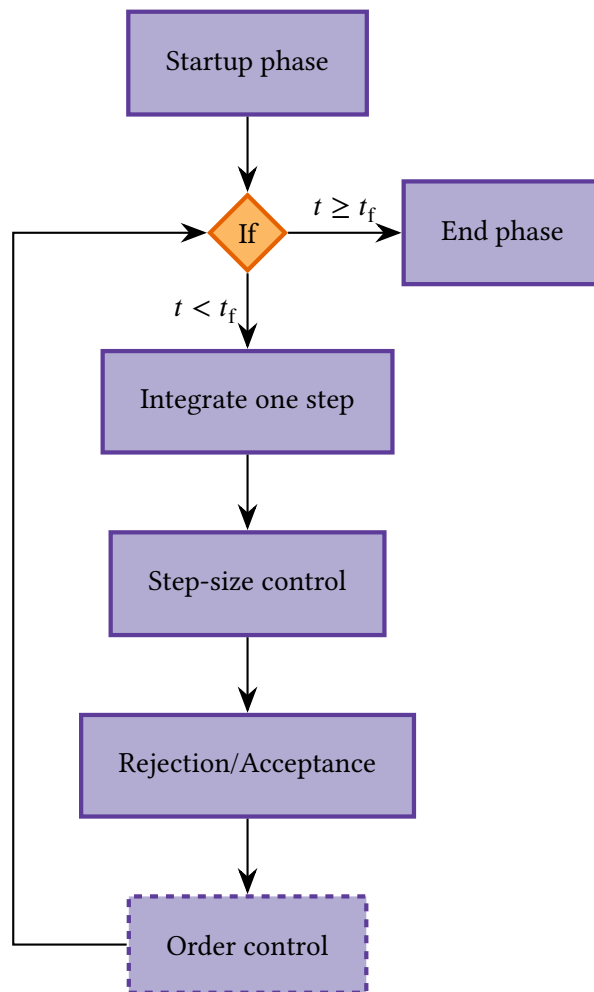 Startup phase
If
t ≥ t_f
End phase
t < t_f
Integrate one step
Step-size control
Rejection/Acceptance
Order control